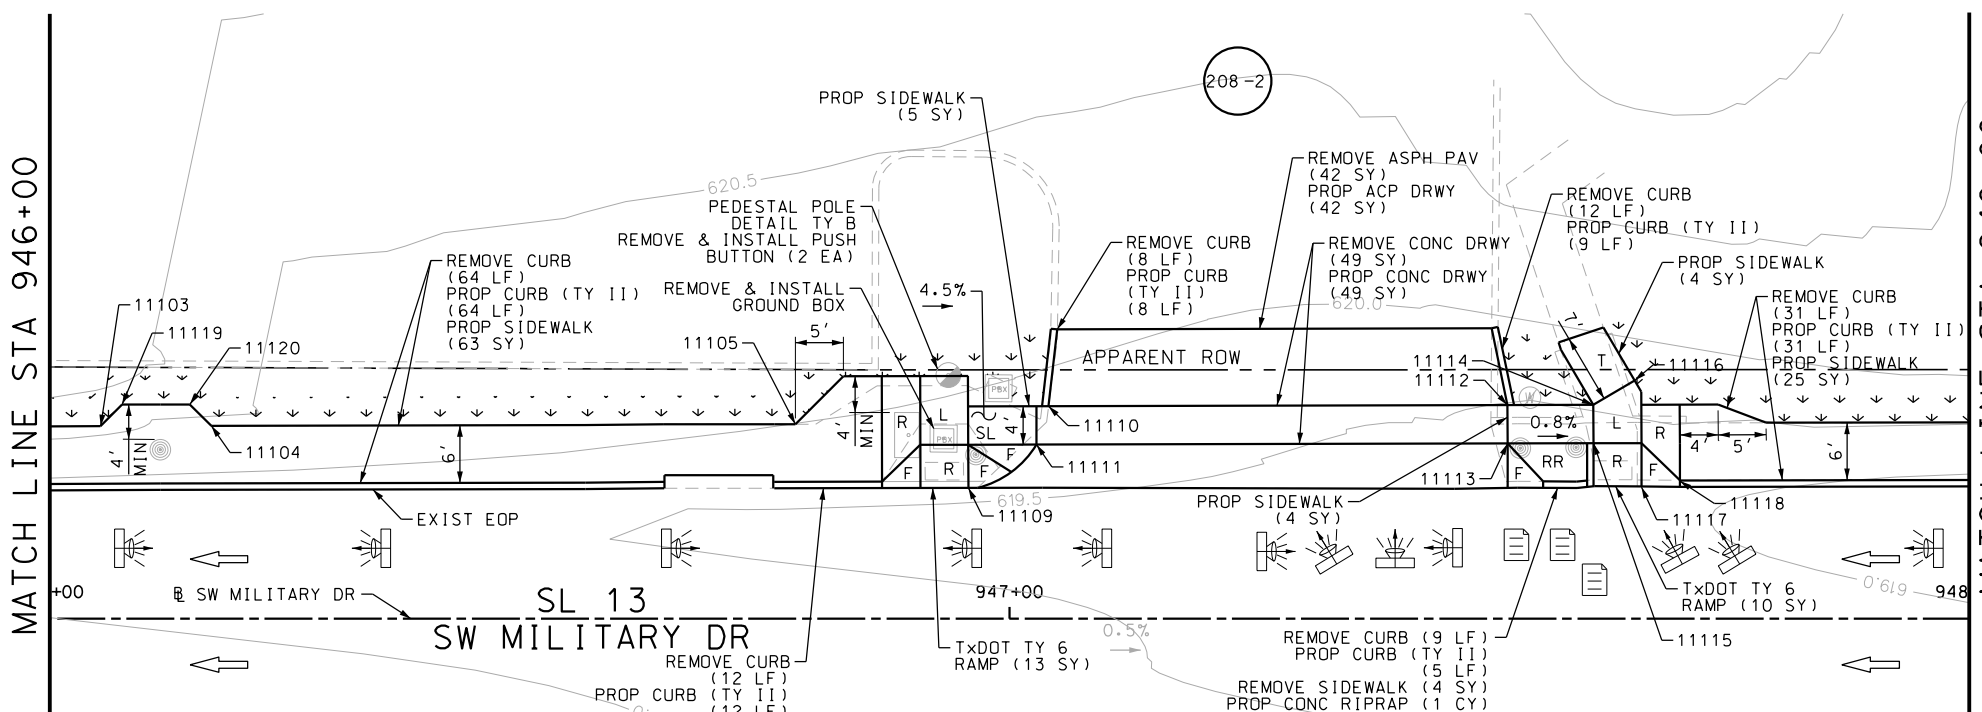 MATCH LINE STA 946+00
208-2
PROP SIDEWALK
(5 SY)
620.5
PEDESTAL POLE
DETAIL TY B
REMOVE & INSTALL PUSH
BUTTON (2 EA)
REMOVE & INSTALL
GROUND BOX
4.5%
REMOVE CURB
(64 LF)
PROP CURB (TY II)
(64 LF)
PROP SIDEWALK
(63 SY)
11103
11119
11120
11104
11105
5'
4'
MIN
6'
4'
MIN
REMOVE CURB
(8 LF)
PROP CURB
(TY II)
(8 LF)
REMOVE ASPH PAV
(42 SY)
PROP ACP DRWY
(42 SY)
REMOVE CONC DRWY
(49 SY)
PROP CONC DRWY
(49 SY)
620.0
REMOVE CURB
(12 LF)
PROP CURB (TY II)
(9 LF)
PROP SIDEWALK
(4 SY)
REMOVE CURB
(31 LF)
PROP CURB (TY II)
(31 LF)
PROP SIDEWALK
(25 SY)
APPARENT ROW
7'
T
11114
11112
11116
PBX
R
L
SL
4'
PBX
F
R
F
F
11110
11111
11109
619.5
0.8%
11113
F
RR
L
R
R
F
4'
5'
6'
PROP SIDEWALK
(4 SY)
11118
11117
EXIST EOP
+00
℄ SW MILITARY DR
SL 13
SW MILITARY DR
947+00
948
619.0
0.5%
TxDOT TY 6
RAMP (10 SY)
11115
TxDOT TY 6
RAMP (13 SY)
REMOVE CURB
(12 LF)
PROP CURB (TY II)
(12 LF)
REMOVE CURB (9 LF)
PROP CURB (TY II)
(5 LF)
REMOVE SIDEWALK (4 SY)
PROP CONC RIPRAP (1 CY)